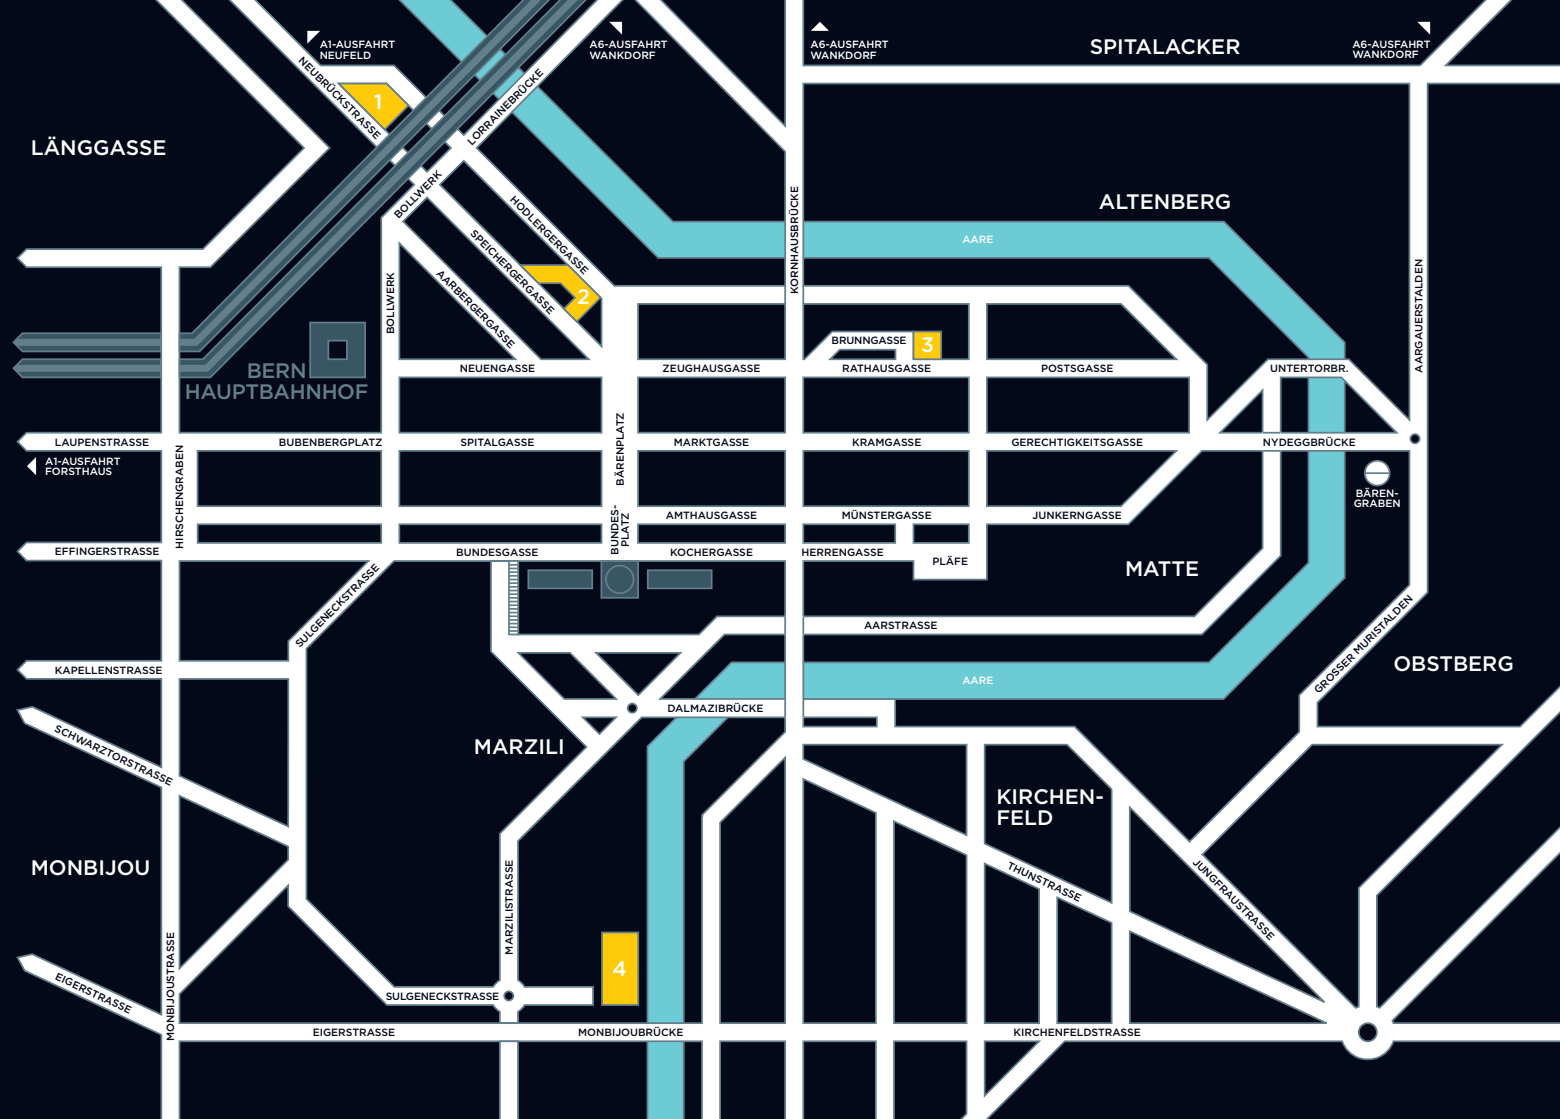 A1-AUSFAHRT
NEUFELD
A6-AUSFAHRT
WANKDORF
A6-AUSFAHRT
WANKDORF
SPITALACKER
A6-AUSFAHRT
WANKDORF
NEUBRÜCKSTRASSE
1
LORRAINEBRÜCKE
LÄNGGASSE
BOLLWERK
HODLERGERGASSE
KORNHAUSBRÜCKE
ALTENBERG
AARE
SPEICHERGERGASSE
AARBERGERGASSE
2
BOLLWERK
AARGAUERSTALDEN
BRUNNGASSE
3
BERN
HAUPTBAHNHOF
NEUENGASSE
ZEUGHAUSGASSE
RATHAUSGASSE
POSTSGASSE
UNTERTORBR.
LAUPENSTRASSE
BUBENBERGPLATZ
SPITALGASSE
BÄRENPLATZ
MARKTGASSE
KRAMGASSE
GERECHTIGKEITSGASSE
NYDEGGBRÜCKE
A1-AUSFAHRT
FORSTHAUS
HIRSCHENGRABEN
BÄREN-
GRABEN
BUNDES-
PLATZ
AMTHAUSGASSE
MÜNSTERGASSE
JUNKERNGASSE
EFFINGERSTRASSE
BUNDESGASSE
KOCHERGASSE
HERRENGASSE
PLÄFE
MATTE
SULGENECKSTRASSE
AARSTRASSE
GROSSER MURISTALDEN
OBSTBERG
KAPELLENSTRASSE
AARE
DALMAZIBRÜCKE
SCHWARZTORSTRASSE
MARZILI
KIRCHEN-
FELD
MONBIJOU
THUNSTRASSE
JUNGFRAUSTRASSE
MARZILISTRASSE
MONBIJOUSTRASSE
4
EIGERSTRASSE
SULGENECKSTRASSE
EIGERSTRASSE
MONBIJOUBRÜCKE
KIRCHENFELDSTRASSE